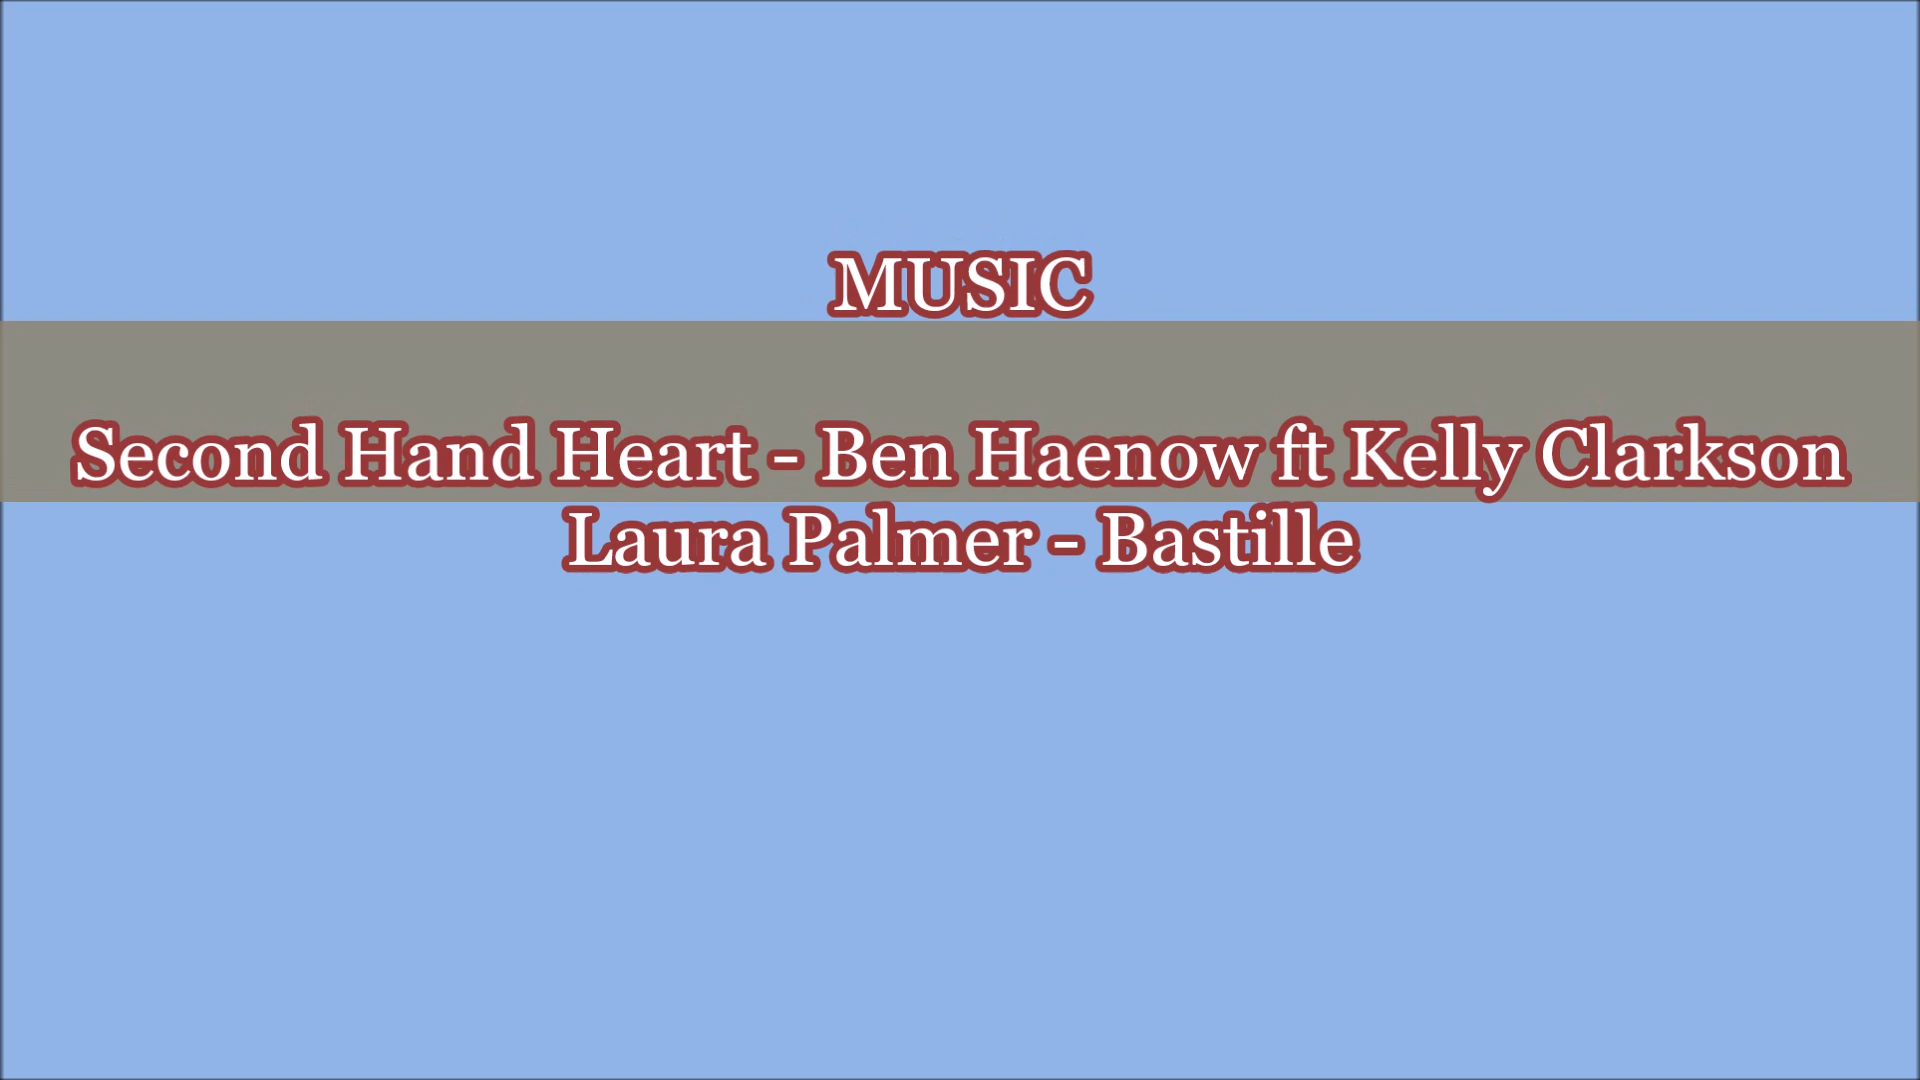 MUSIC
Second Hand Heart - Ben Haenow ft Kelly Clarkson
Laura Palmer - Bastille